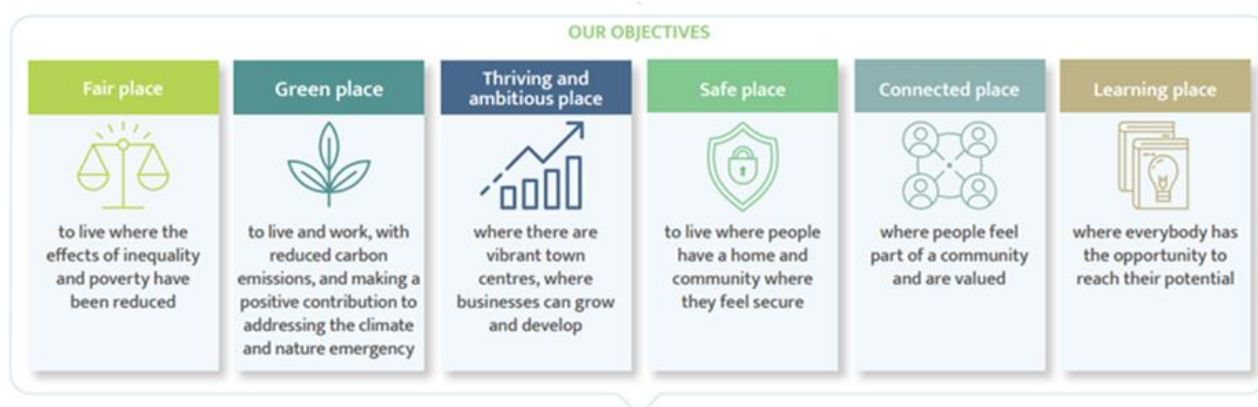 OUR OBJECTIVES
Fair place
to live where the
effects of inequality
and poverty have
been reduced
Green place
to live and work, with
reduced carbon
emissions, and making a
positive contribution to
addressing the climate
and nature emergency
Thriving and
ambitious place
where there are
vibrant town
centres, where
businesses can grow
and develop
Safe place
to live where people
have a home and
community where
they feel secure
Connected place
where people feel
part of a community
and are valued
Learning place
where everybody has
the opportunity to
reach their potential